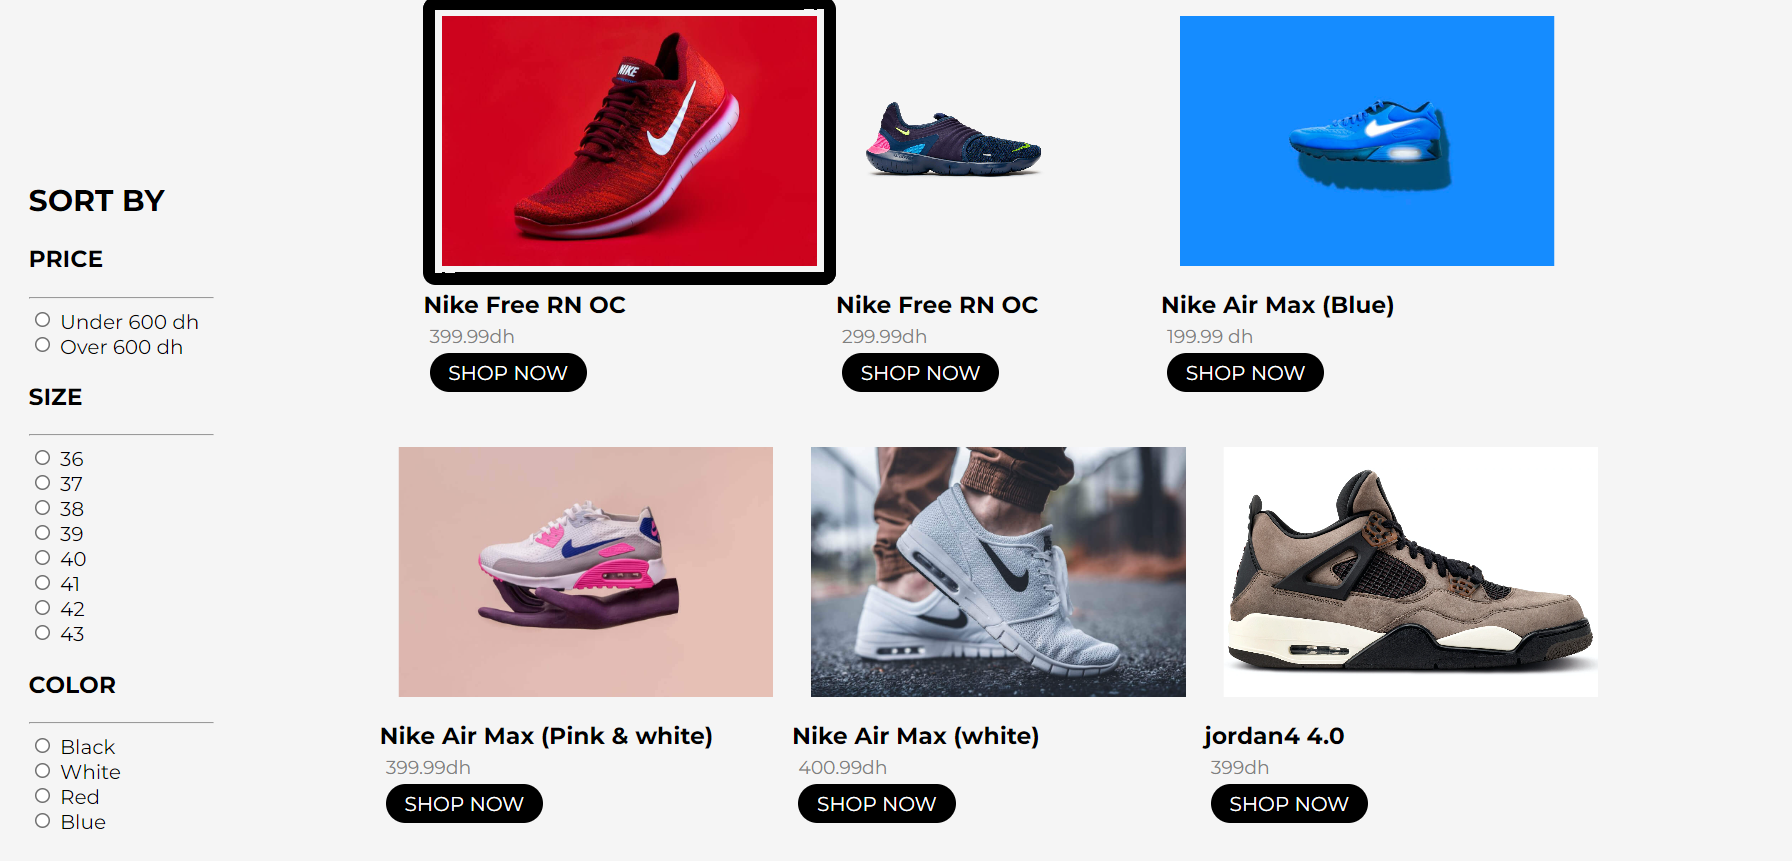 SORT BY
PRICE
Under 600 dh
Over 600 dh
SIZE
36
37
38
39
40
41
42
43
COLOR
Black
White
Red
Blue
NIKE
Nike Free RN OC
399.99dh
SHOP NOW
Nike Free RN OC
299.99dh
SHOP NOW
Nike Air Max (Blue)
199.99 dh
SHOP NOW
Nike Air Max (Pink & white)
399.99dh
SHOP NOW
Nike Air Max (white)
400.99dh
SHOP NOW
jordan4 4.0
399dh
SHOP NOW